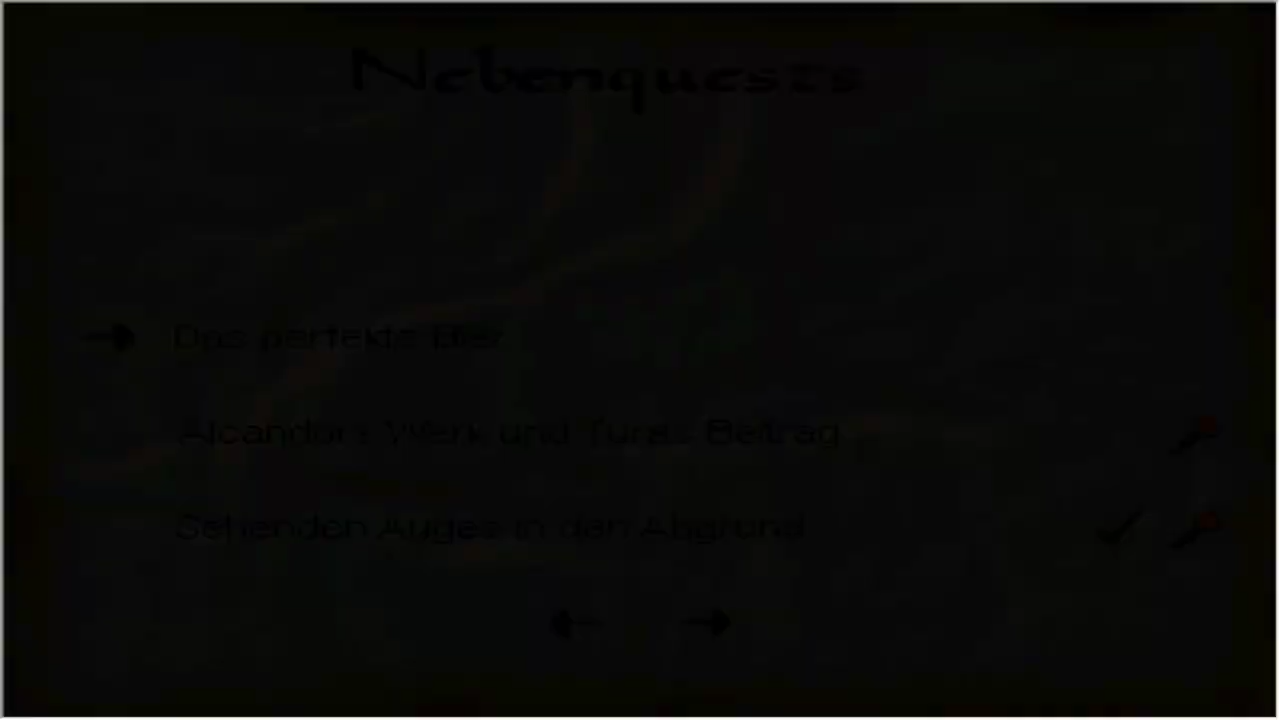 Nebenquests
Das perfekte Bier
Alcandors Werk und Turas Beitrag
Sehenden Auges in den Abgrund